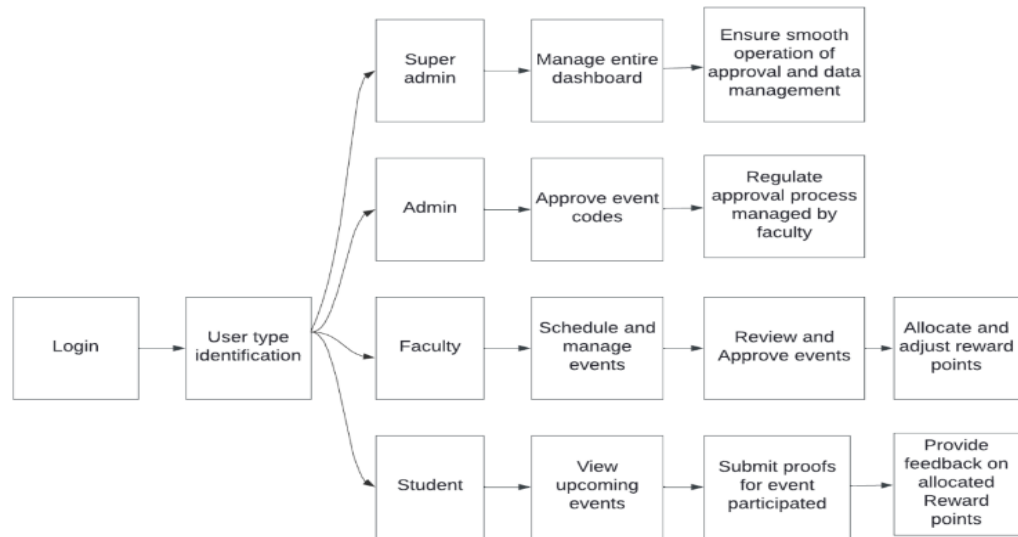 Super
admin
Manage entire
dashboard
Ensure smooth
operation of
approval and data
management
Admin
Approve event
codes
Regulate
approval process
managed by
faculty
Login
User type
identification
Faculty
Schedule and
manage
events
Review and
Approve events
Allocate and
adjust reward
points
Student
View
upcoming
events
Submit proofs
for event
participated
Provide
feedback on
allocated
Reward
points